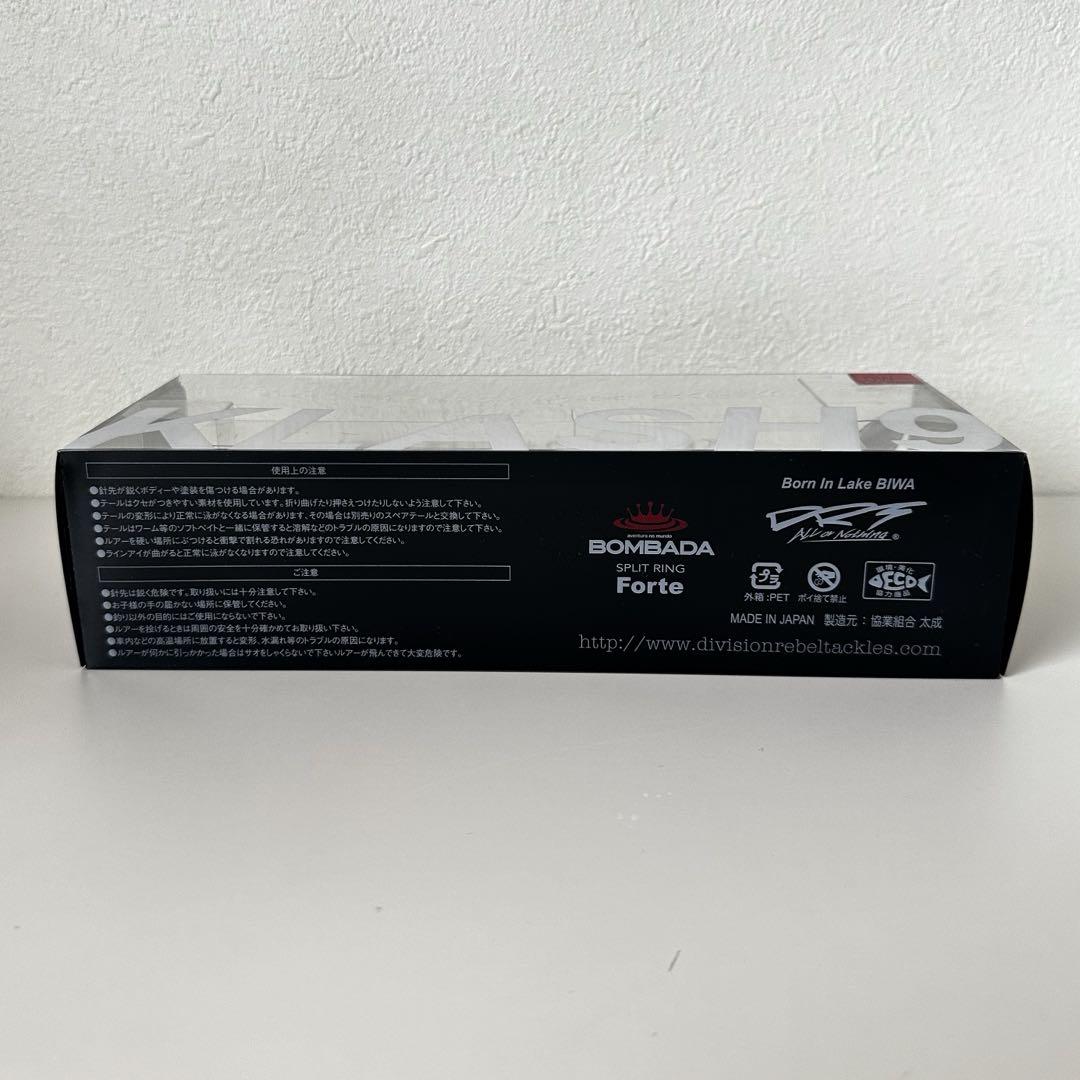 KLASH9
使用上の注意
●針先が鋭くボディーや塗装を傷つける場合があります。
●テールはクセがつきやすい素材を使用しています。折り曲げたり押さえつけたりしないよう注意して下さい。
●テールの変形により正常に泳がなくなる場合があります、その場合は別売りのスペアテールと交換して下さい。
●テールはワーム等のソフトベイトと一緒に保管すると溶解などのトラブルの原因になりますので注意して下さい。
●ルアーを硬い場所にぶつけると衝撃で割れる恐れがありますので注意してください。
●ラインアイが曲がると正常に泳がなくなりますので注意してください。
ご注意
●針先は鋭く危険です。取り扱いには十分注意して下さい。
●お子様の手の届かない場所に保管してください。
●釣り以外の目的にはご使用にならないで下さい。
●ルアーを投げるときは周囲の安全を十分確かめてお取り扱い下さい。
●車内などの高温場所に放置すると変形、水漏れ等のトラブルの原因になります。
●ルアーが何かに引っかかった場合はサオをしゃくらないで下さいルアーが飛んできて大変危険です。
aventura no mundo
BOMBADA
SPLIT RING
Forte
Born In Lake BIWA
DRT
ALL OR NOTHING ®
プラ
外箱:PET ポイ捨て禁止
環境・美化
ECO
協力商品
MADE IN JAPAN 製造元:協業組合 太成
http://www.divisionrebeltackles.com